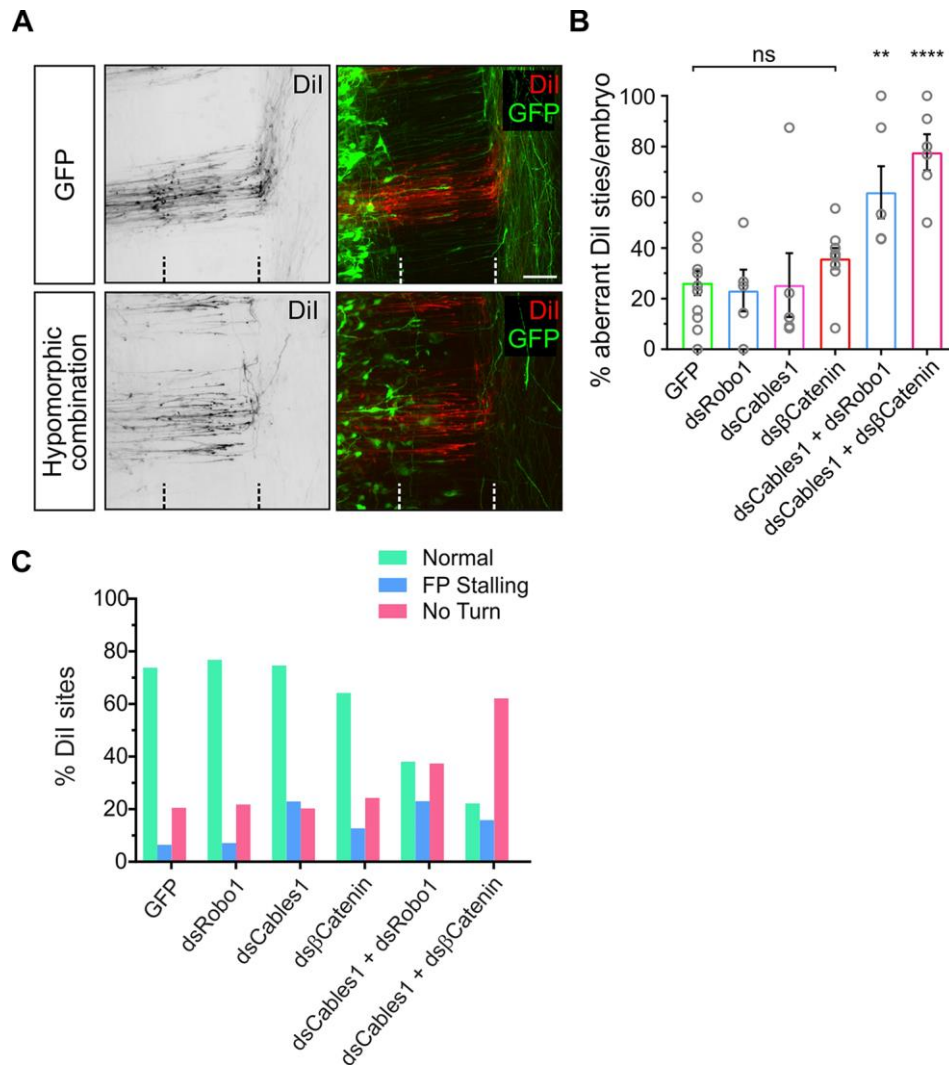 A
GFP
DiI
DiI
GFP
Hypomorphic
combination
DiI
DiI
GFP
B
ns
**
****
% aberrant DiI sties/embryo
100
80
60
40
20
0
GFP
dsRobo1
dsCables1
dsβCatenin
dsCables1 + dsRobo1
dsCables1 + dsβCatenin
C
Normal
FP Stalling
No Turn
% DiI sites
100
80
60
40
20
0
GFP
dsRobo1
dsCables1
dsβCatenin
dsCables1 + dsRobo1
dsCables1 + dsβCatenin